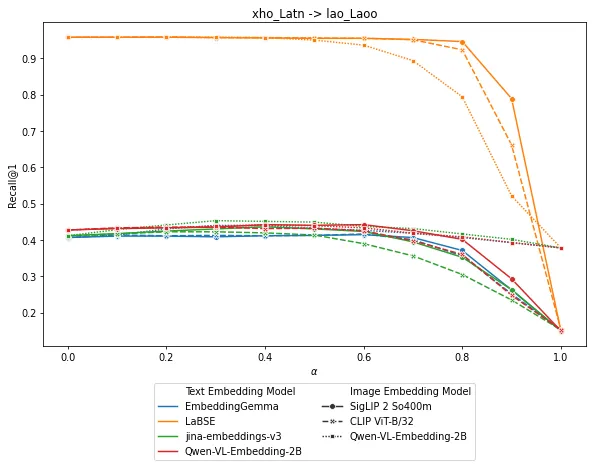 xho_Latn -> lao_Laoo
Recall@1
0.9
0.8
0.7
0.6
0.5
0.4
0.3
0.2
0.0 0.2 0.4 0.6 0.8 1.0
α
Text Embedding Model Image Embedding Model
EmbeddingGemma SigLIP 2 So400m
LaBSE CLIP ViT-B/32
jina-embeddings-v3 Qwen-VL-Embedding-2B
Qwen-VL-Embedding-2B